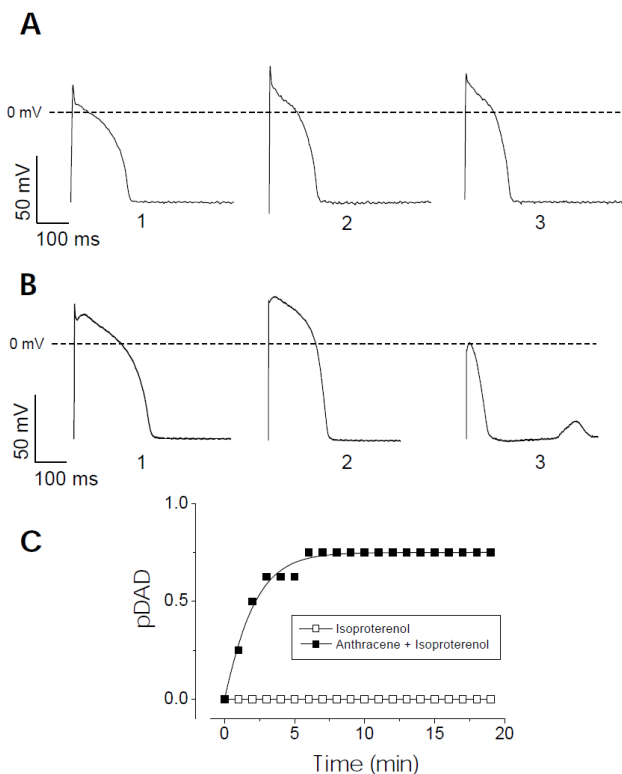 A
0 mV
50 mV
100 ms
1
2
3
B
0 mV
50 mV
100 ms
1
2
3
C
pDAD
1.0
0.5
0.0
Isoproterenol
Anthracene + Isoproterenol
0
5
10
15
20
Time (min)